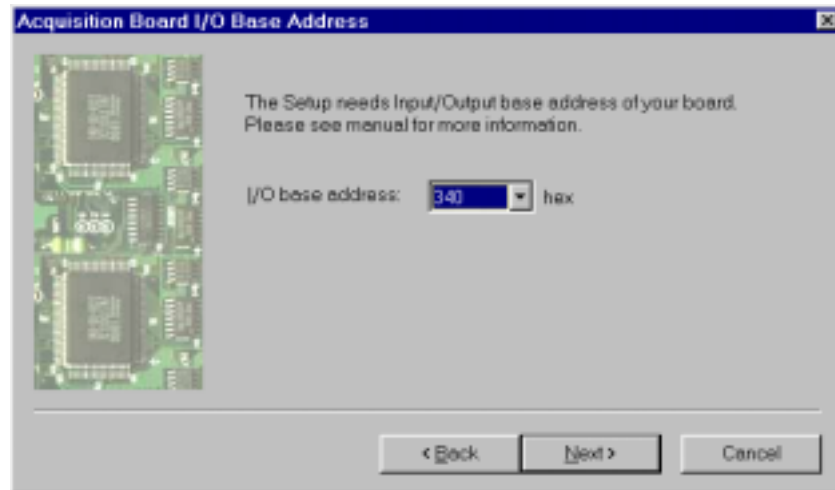 Acquisition Board I/O Base Address
The Setup needs Input/Output base address of your board.
Please see manual for more information.
I/O base address: 340 hex
< Back Next > Cancel